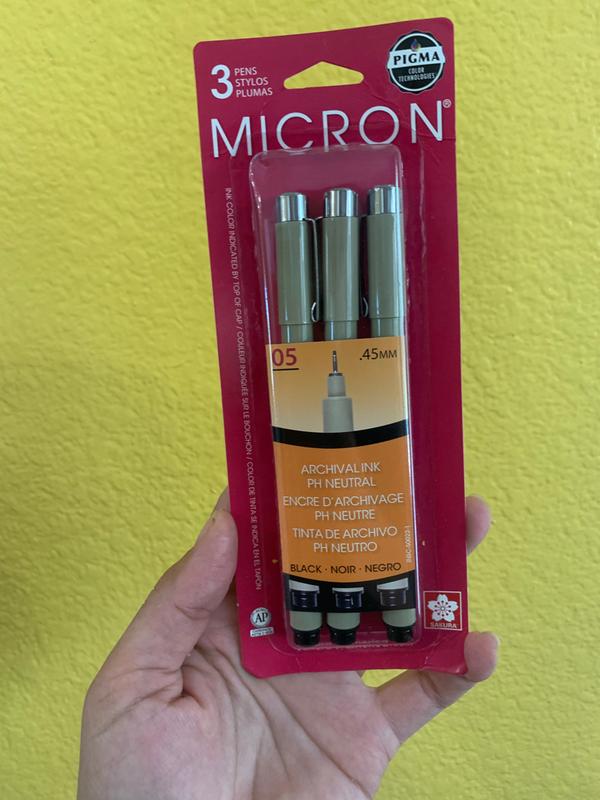 3 PENS
STYLOS
PLUMAS
PIGMA
COLOR
TECHNOLOGIES
MICRON®
INK COLOR INDICATED BY TOP OF CAP / COULEUR INDIQUÉE SUR LE BOUCHON / COLOR DE TINTA SE INDICA EN EL TAPÓN
05
.45MM
ARCHIVAL INK
PH NEUTRAL
ENCRE D'ARCHIVAGE
PH NEUTRE
TINTA DE ARCHIVO
PH NEUTRO
BLACK · NOIR · NEGRO
AP
SAKURA